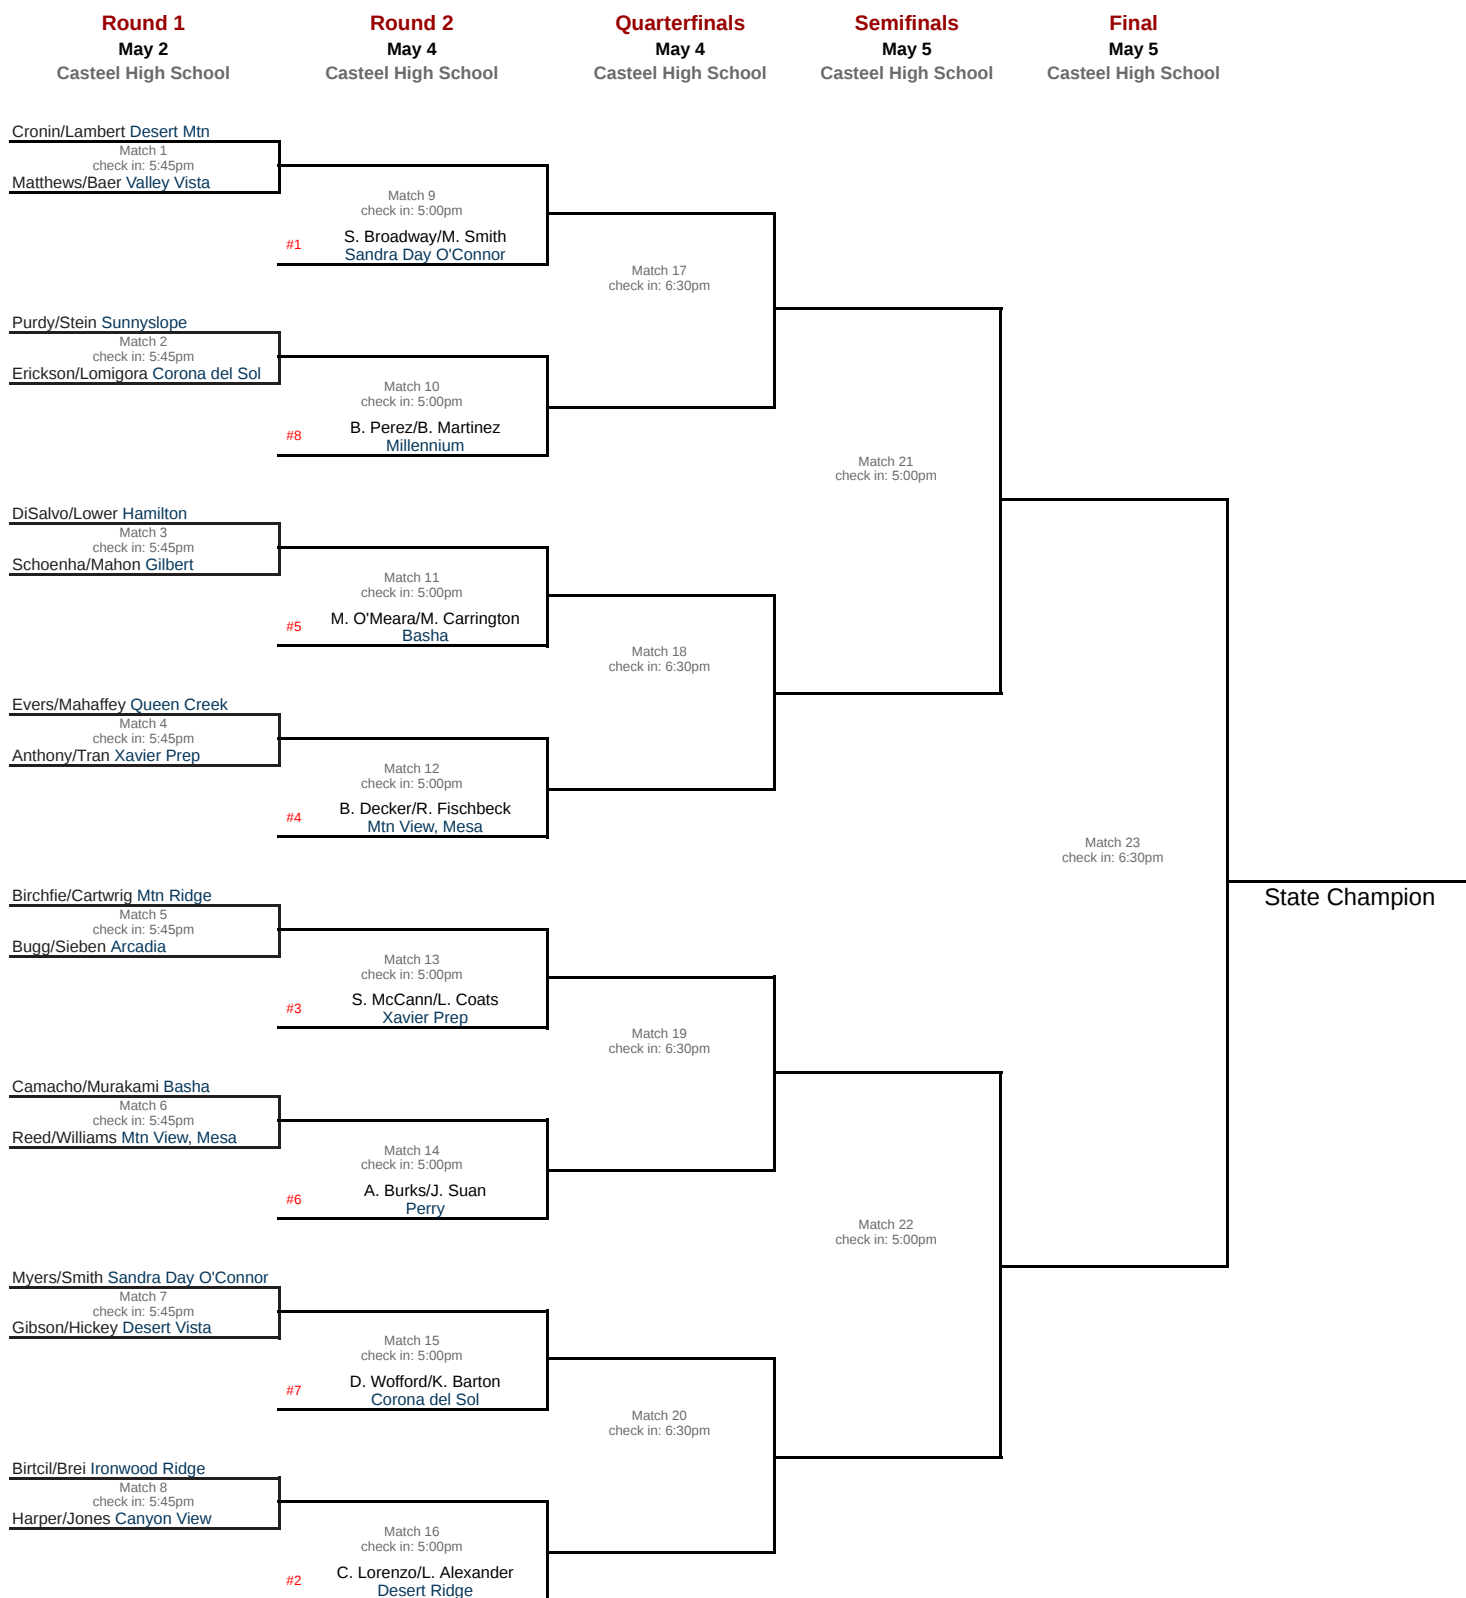 Round 1
May 2
Casteel High School
Round 2
May 4
Casteel High School
Quarterfinals
May 4
Casteel High School
Semifinals
May 5
Casteel High School
Final
May 5
Casteel High School
Cronin/Lambert Desert Mtn
Match 1
check in: 5:45pm
Matthews/Baer Valley Vista
Match 9
check in: 5:00pm
#1
S. Broadway/M. Smith
Sandra Day O'Connor
Match 17
check in: 6:30pm
Purdy/Stein Sunnyslope
Match 2
check in: 5:45pm
Erickson/Lomigora Corona del Sol
Match 10
check in: 5:00pm
#8
B. Perez/B. Martinez
Millennium
Match 21
check in: 5:00pm
DiSalvo/Lower Hamilton
Match 3
check in: 5:45pm
Schoenha/Mahon Gilbert
Match 11
check in: 5:00pm
#5
M. O'Meara/M. Carrington
Basha
Match 18
check in: 6:30pm
Evers/Mahaffey Queen Creek
Match 4
check in: 5:45pm
Anthony/Tran Xavier Prep
Match 12
check in: 5:00pm
#4
B. Decker/R. Fischbeck
Mtn View, Mesa
Match 23
check in: 6:30pm
State Champion
Birchfie/Cartwrig Mtn Ridge
Match 5
check in: 5:45pm
Bugg/Sieben Arcadia
Match 13
check in: 5:00pm
#3
S. McCann/L. Coats
Xavier Prep
Match 19
check in: 6:30pm
Camacho/Murakami Basha
Match 6
check in: 5:45pm
Reed/Williams Mtn View, Mesa
Match 14
check in: 5:00pm
#6
A. Burks/J. Suan
Perry
Match 22
check in: 5:00pm
Myers/Smith Sandra Day O'Connor
Match 7
check in: 5:45pm
Gibson/Hickey Desert Vista
Match 15
check in: 5:00pm
#7
D. Wofford/K. Barton
Corona del Sol
Match 20
check in: 6:30pm
Birtcil/Brei Ironwood Ridge
Match 8
check in: 5:45pm
Harper/Jones Canyon View
Match 16
check in: 5:00pm
#2
C. Lorenzo/L. Alexander
Desert Ridge